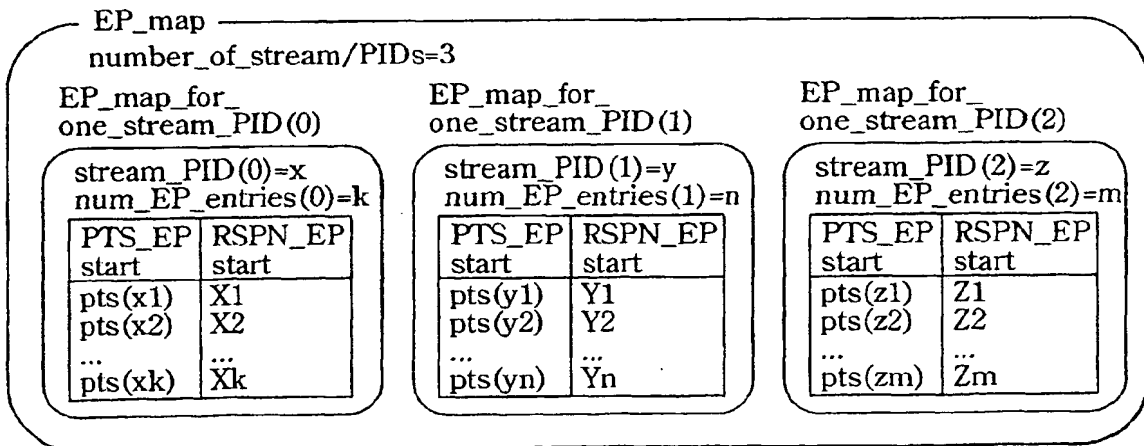 EP_map
number_of_stream/PIDs=3
EP_map_for_
one_stream_PID(0)
stream_PID(0)=x
num_EP_entries(0)=k
PTS_EP RSPN_EP
start start
pts(x1) X1
pts(x2) X2
... ...
pts(xk) Xk
EP_map_for_
one_stream_PID(1)
stream_PID(1)=y
num_EP_entries(1)=n
PTS_EP RSPN_EP
start start
pts(y1) Y1
pts(y2) Y2
... ...
pts(yn) Yn
EP_map_for_
one_stream_PID(2)
stream_PID(2)=z
num_EP_entries(2)=m
PTS_EP RSPN_EP
start start
pts(z1) Z1
pts(z2) Z2
... ...
pts(zm) Zm